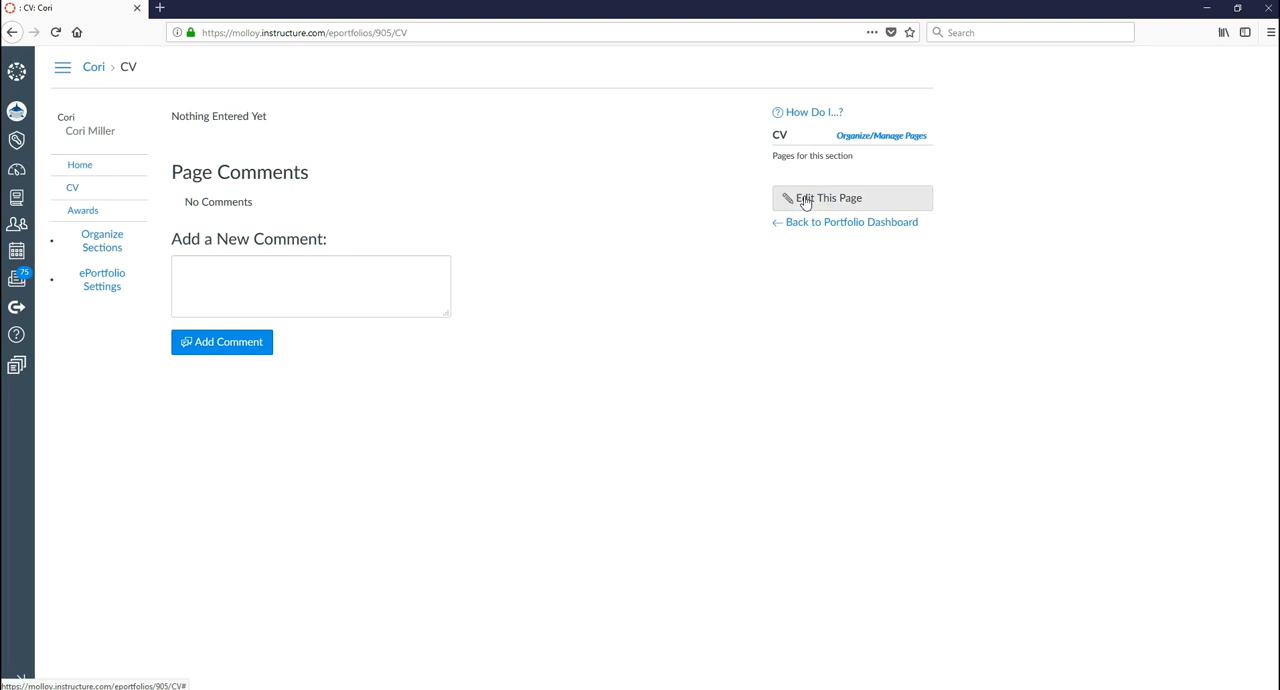 : CV: Cori
https://molloy.instructure.com/eportfolios/905/CV
Search
Cori > CV
Cori
Cori Miller
Home
CV
Awards
Organize
Sections
ePortfolio
Settings
75
Nothing Entered Yet
Page Comments
No Comments
Add a New Comment:
Add Comment
How Do I...?
CV Organize/Manage Pages
Pages for this section
Edit This Page
← Back to Portfolio Dashboard
https://molloy.instructure.com/eportfolios/905/CV#